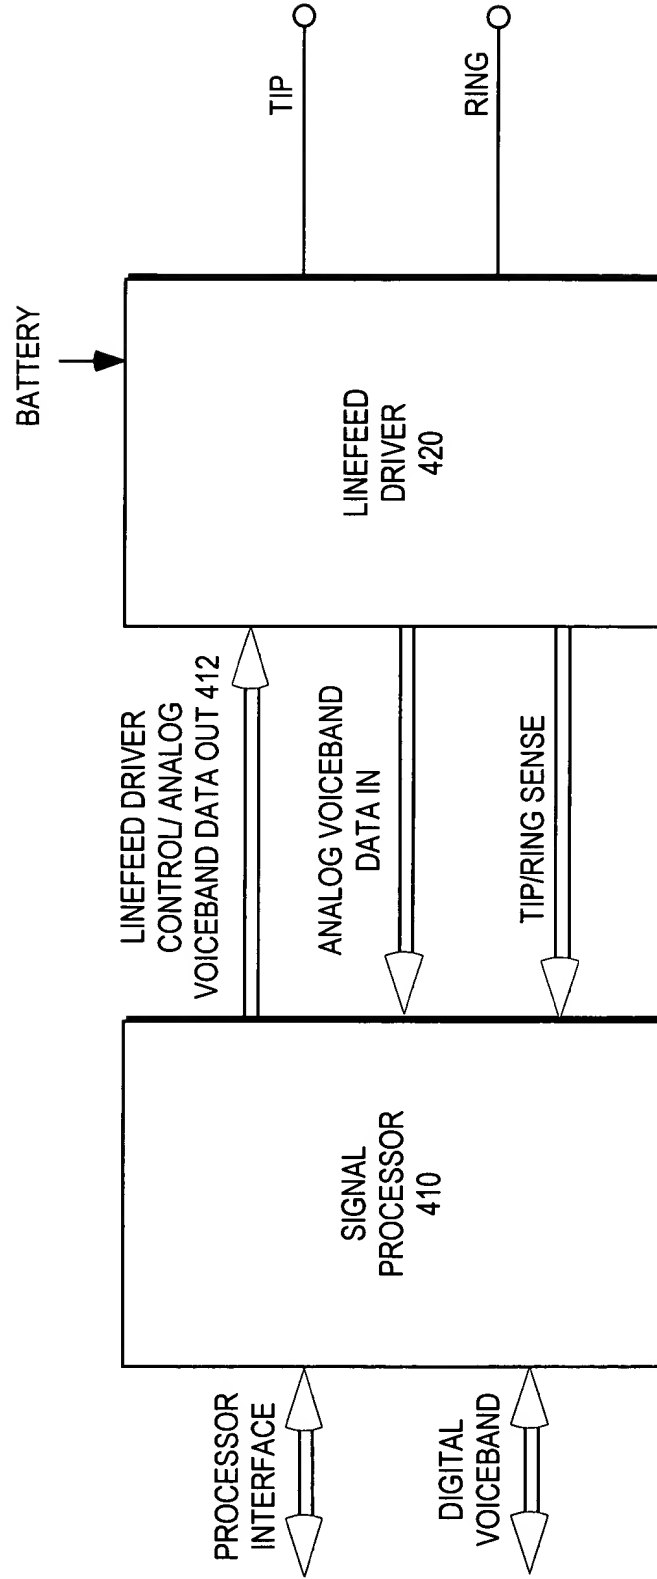 BATTERY
TIP
RING
LINEFEED
DRIVER
420
LINEFEED DRIVER
CONTROL/ ANALOG
VOICEBAND DATA OUT 412
ANALOG VOICEBAND
DATA IN
TIP/RING SENSE
SIGNAL
PROCESSOR
410
PROCESSOR
INTERFACE
DIGITAL
VOICEBAND